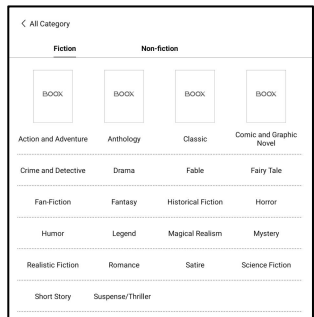 < All Category
Fiction Non-fiction
BOOX BOOX BOOX BOOX
Action and Adventure Anthology Classic Comic and Graphic Novel
Crime and Detective Drama Fable Fairy Tale
Fan-Fiction Fantasy Historical Fiction Horror
Humor Legend Magical Realism Mystery
Realistic Fiction Romance Satire Science Fiction
Short Story Suspense/Thriller